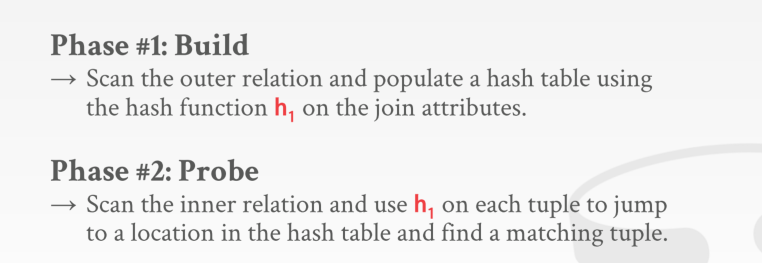 Phase #1: Build
→ Scan the outer relation and populate a hash table using
the hash function h₁ on the join attributes.
Phase #2: Probe
→ Scan the inner relation and use h₁ on each tuple to jump
to a location in the hash table and find a matching tuple.